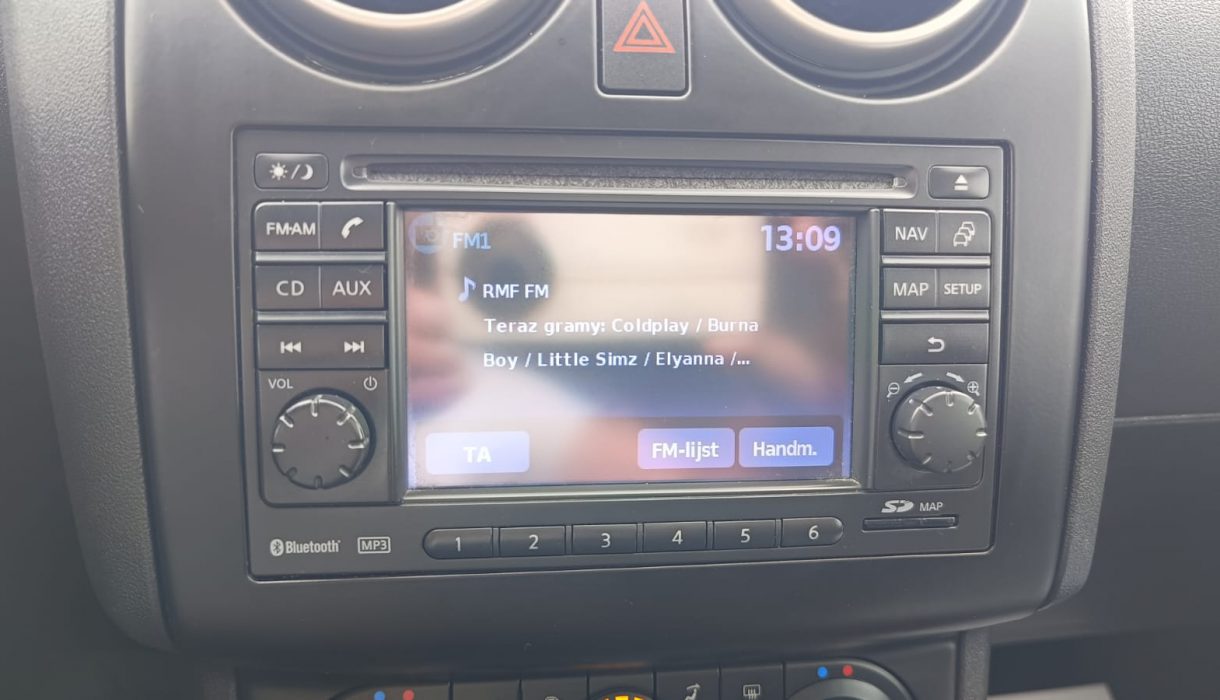 FM•AM
CD
AUX
VOL
FM1
13:09
RMF FM
Teraz gramy: Coldplay / Burna
Boy / Little Simz / Elyanna /...
TA
FM-lijst
Handm.
NAV
MAP
SETUP
SD MAP
Bluetooth
MP3
1 2 3 4 5 6